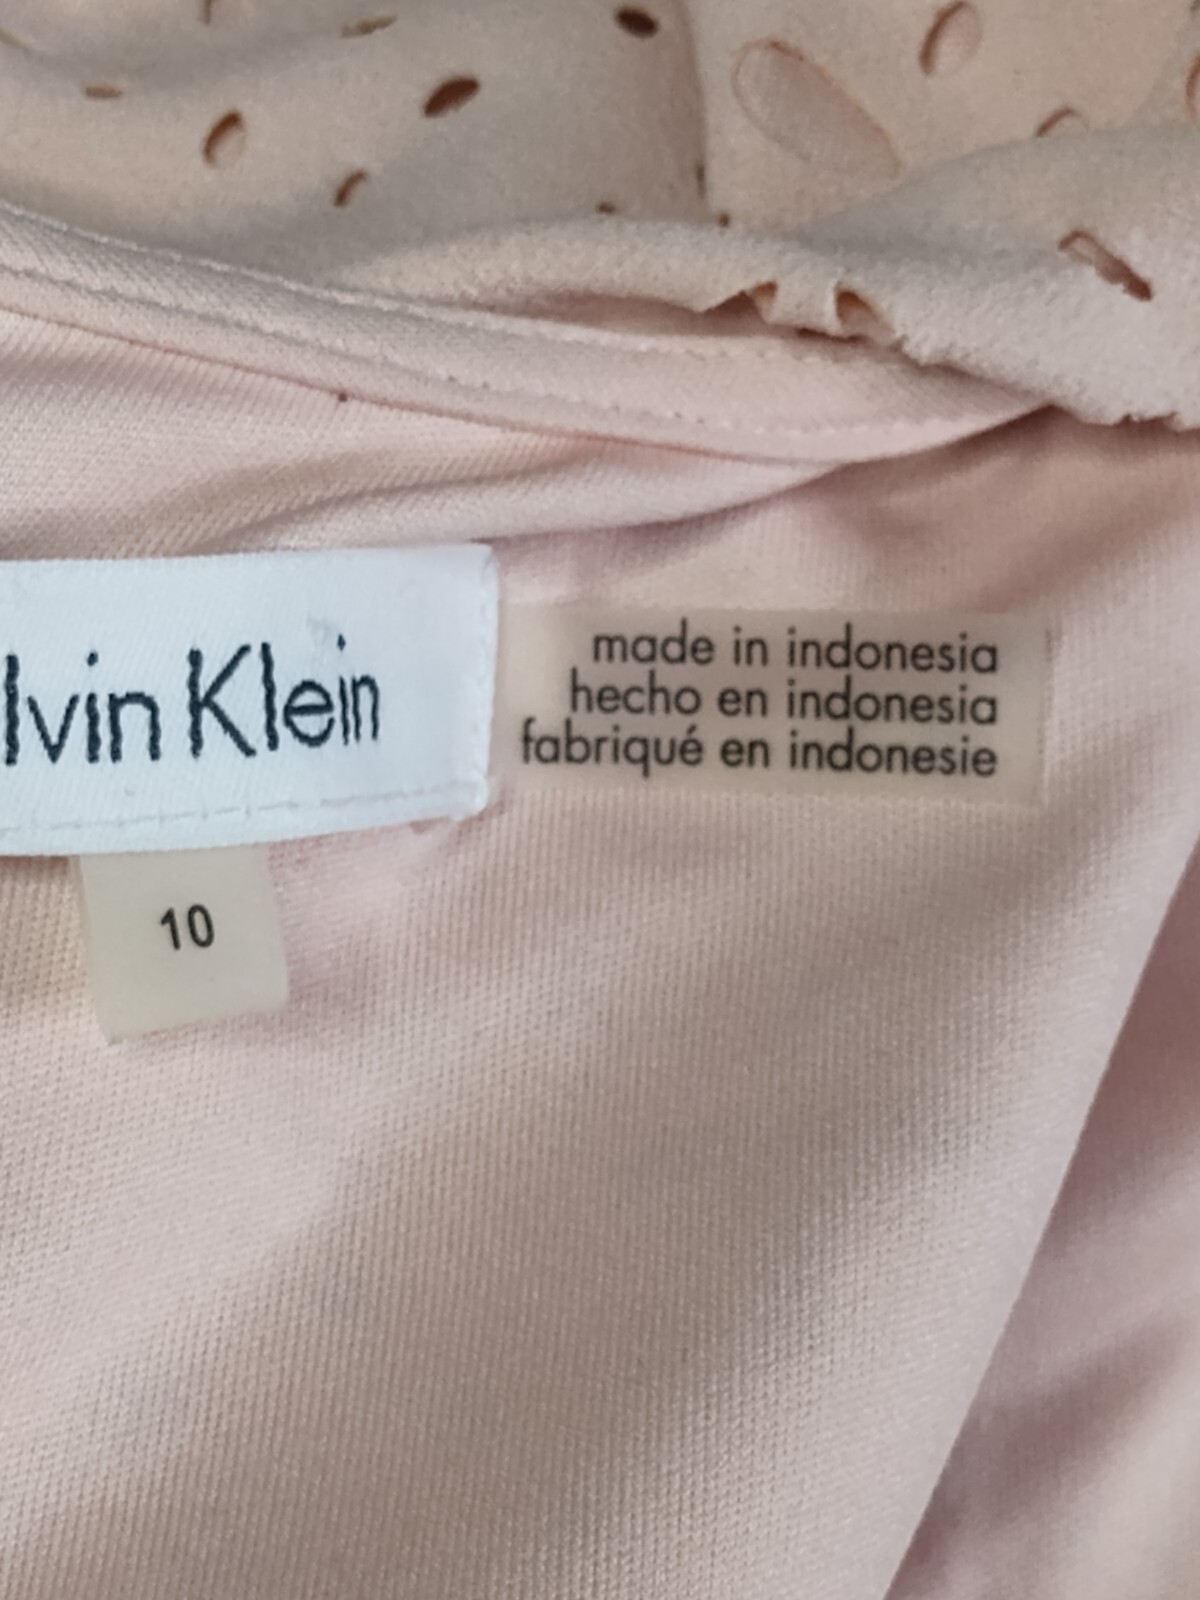 lvin Klein
made in indonesia
hecho en indonesia
fabriqué en indonesie
10